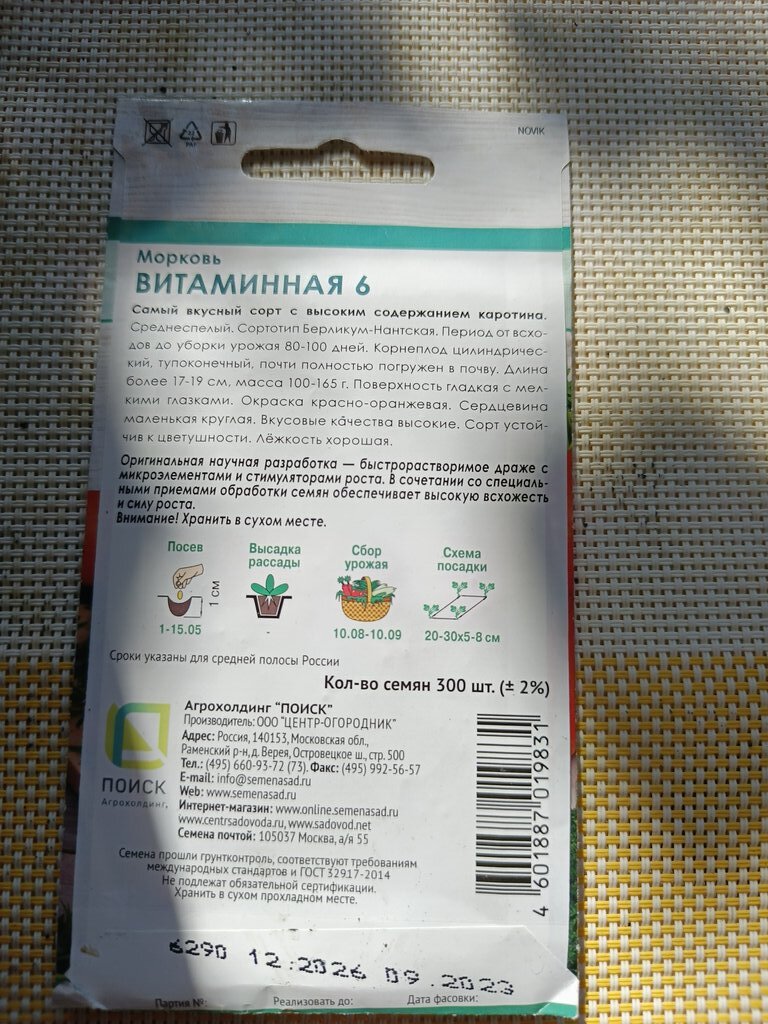 NOVIK
22
PAP
Морковь
ВИТАМИННАЯ 6
Самый вкусный сорт с высоким содержанием каротина.
Среднеспелый. Сортотип Берликум-Нантская. Период от всхо-
дов до уборки урожая 80-100 дней. Корнеплод цилиндричес-
кий, тупоконечный, почти полностью погружен в почву. Длина
более 17-19 см, масса 100-165 г. Поверхность гладкая с мел-
кими глазками. Окраска красно-оранжевая. Сердцевина
маленькая круглая. Вкусовые качества высокие. Сорт устой-
чив к цветушности. Лёжкость хорошая.
Оригинальная научная разработка — быстрорастворимое драже с
микроэлементами и стимуляторами роста. В сочетании со специаль-
ными приемами обработки семян обеспечивает высокую всхожесть
и силу роста.
Внимание! Хранить в сухом месте.
Посев
1 см
1-15.05
Высадка
рассады
-
Сбор
урожая
10.08-10.09
Схема
посадки
20-30х5-8 см
Сроки указаны для средней полосы России
Кол-во семян 300 шт. (± 2%)
ПОИСК
Агрохолдинг
Агрохолдинг "ПОИСК"
Производитель: ООО "ЦЕНТР-ОГОРОДНИК"
Адрес: Россия, 140153, Московская обл.,
Раменский р-н, д. Верея, Островецкое ш., стр. 500
Тел.: (495) 660-93-72 (73). Факс: (495) 992-56-57
E-mail: info@semenasad.ru
Web: www.semenasad.ru
Интернет-магазин: www.online.semenasad.ru
www.centrsadovoda.ru, www.sadovod.net
Семена почтой: 105037 Москва, а/я 55
4 601887 019831
Семена прошли грунтконтроль, соответствуют требованиям
международных стандартов и ГОСТ 32917-2014
Не подлежат обязательной сертификации.
Хранить в сухом прохладном месте.
6290 12.2026 09.2023
Партия №: Реализовать до: Дата фасовки: